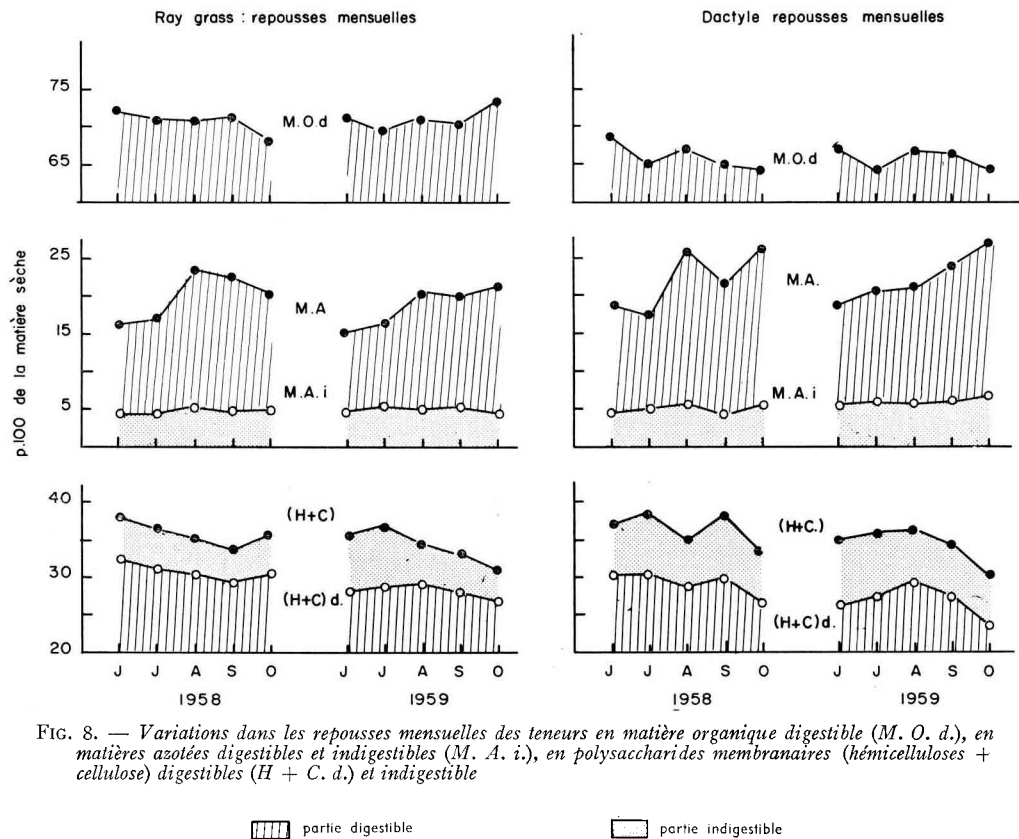 Ray grass : repousses mensuelles
Dactyle repousses mensuelles
p.100 de la matière sèche
75
65
M.O.d
M.O.d
25
15
5
M.A
M.A.i
M.A.
M.A.i
40
30
20
(H+C)
(H+C) d.
(H+C.)
(H+C)d.
J J A S O J J A S O J J A S O J J A S O
1958 1959 1958 1959
FIG. 8. — Variations dans les repousses mensuelles des teneurs en matière organique digestible (M. O. d.), en
matières azotées digestibles et indigestibles (M. A. i.), en polysaccharides membranaires (hémicelluloses +
cellulose) digestibles (H + C. d.) et indigestible
partie digestible
partie indigestible